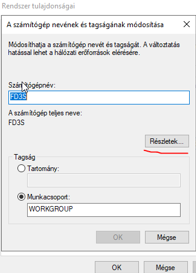 Rendszer tulajdonságai
A számítógép nevének és tagságának módosítása
Módosíthatja a számítógép nevét és tagságát. A változtatás
hatással lehet a hálózati erőforrások elérésére.
Számítógépnév:
FD3S
A számítógép teljes neve:
FD3S
Részletek...
Tagság
Tartomány:
Munkacsoport:
WORKGROUP
OK
Mégse
OK
Mégse